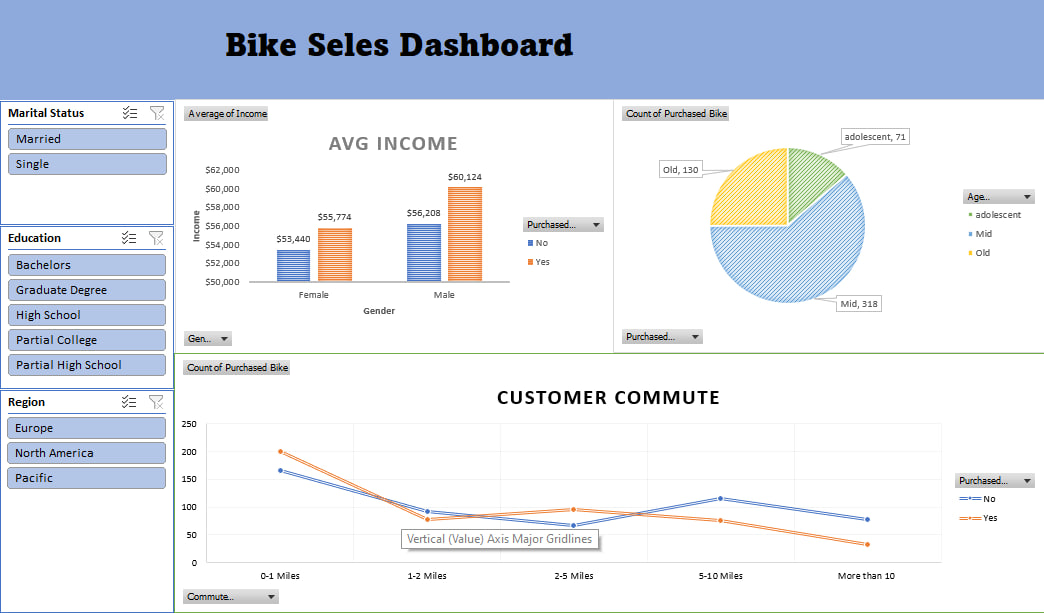 Bike Seles Dashboard
Marital Status
Married
Single
Education
Bachelors
Graduate Degree
High School
Partial College
Partial High School
Region
Europe
North America
Pacific
Average of Income
AVG INCOME
$62,000
$60,000
$58,000
$56,000
$54,000
$52,000
$50,000
Income
$53,440
$55,774
$56,208
$60,124
Female
Male
Gender
Purchased...
No
Yes
Gen...
Count of Purchased Bike
adolescent, 71
Old, 130
Mid, 318
Age...
adolescent
Mid
Old
Purchased...
Count of Purchased Bike
CUSTOMER COMMUTE
250
200
150
100
50
0
Vertical (Value) Axis Major Gridlines
0-1 Miles
1-2 Miles
2-5 Miles
5-10 Miles
More than 10
Purchased...
No
Yes
Commute...